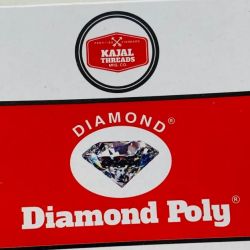 KAJAL
THREADS
MFG. CO.
DIAMOND®
Diamond Poly®